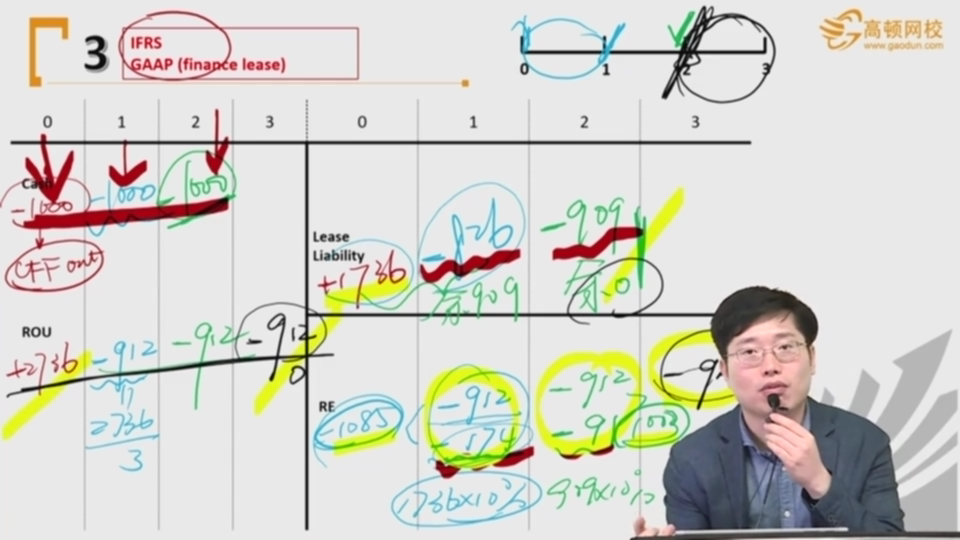 3
IFRS
GAAP (finance lease)
高顿网校
www.gaodun.com
0 1 2 3
0 1 2 3 0 1 2 3
Cash
-1000 -1000 -1000
CFF out
Lease
Liability
+1736 -826 -909
余909 余0
ROU
+2736 -912 -912 -912
0
2736
3
RE
-1085 -912 -912
-174 -91 1003
1736×10% 909×10%